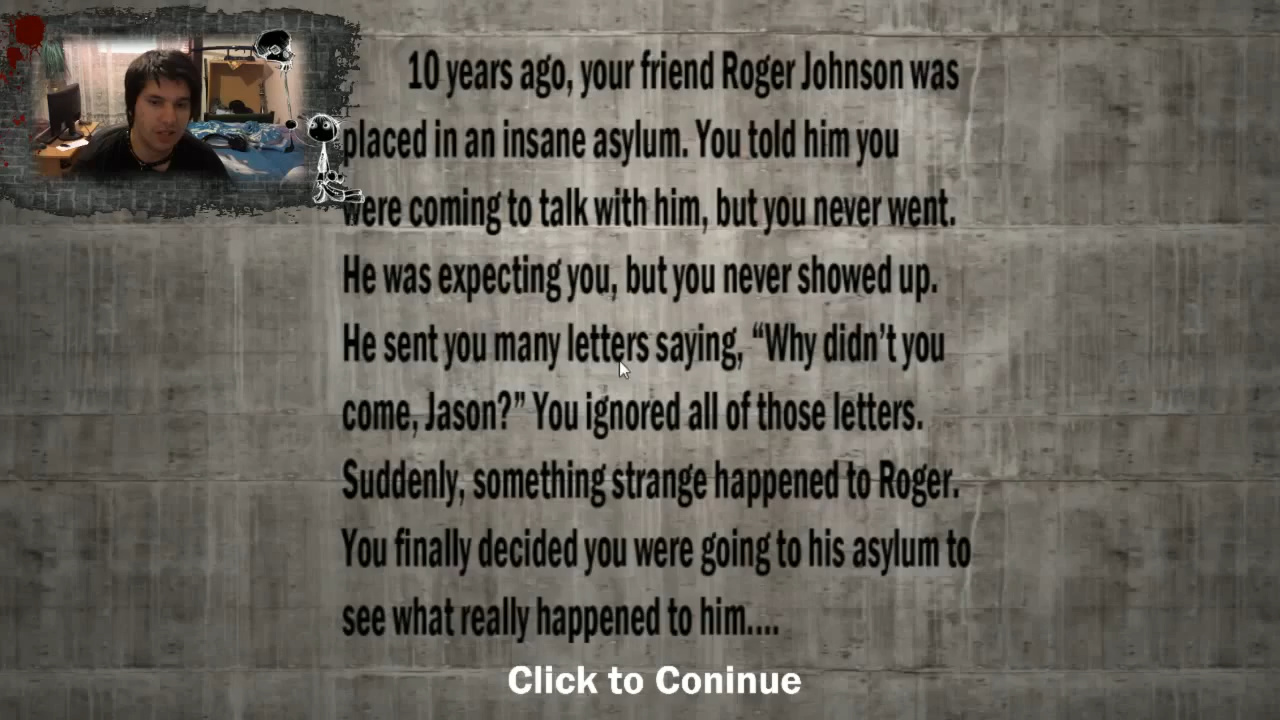 10 years ago, your friend Roger Johnson was
placed in an insane asylum. You told him you
were coming to talk with him, but you never went.
He was expecting you, but you never showed up.
He sent you many letters saying, “Why didn’t you
come, Jason?” You ignored all of those letters.
Suddenly, something strange happened to Roger.
You finally decided you were going to his asylum to
see what really happened to him....
Click to Coninue